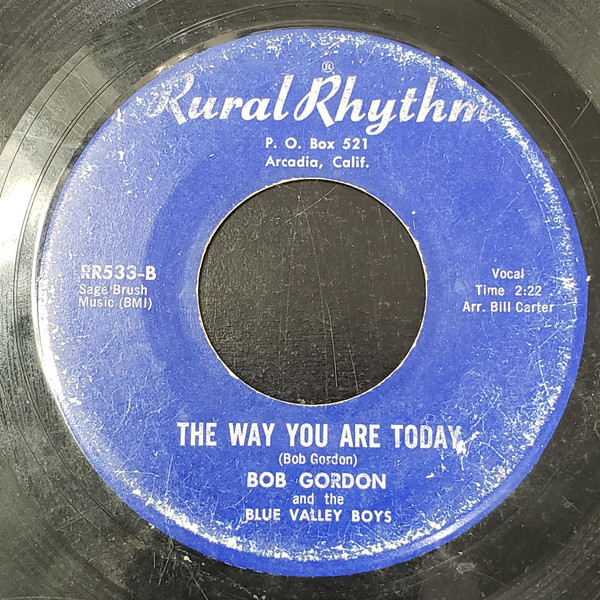 Rural Rhythm
®
P. O. Box 521
Arcadia, Calif.
RR533-B
Sage Brush
Music (BMI)
Vocal
Time 2:22
Arr. Bill Carter
THE WAY YOU ARE TODAY
(Bob Gordon)
BOB GORDON
and the
BLUE VALLEY BOYS